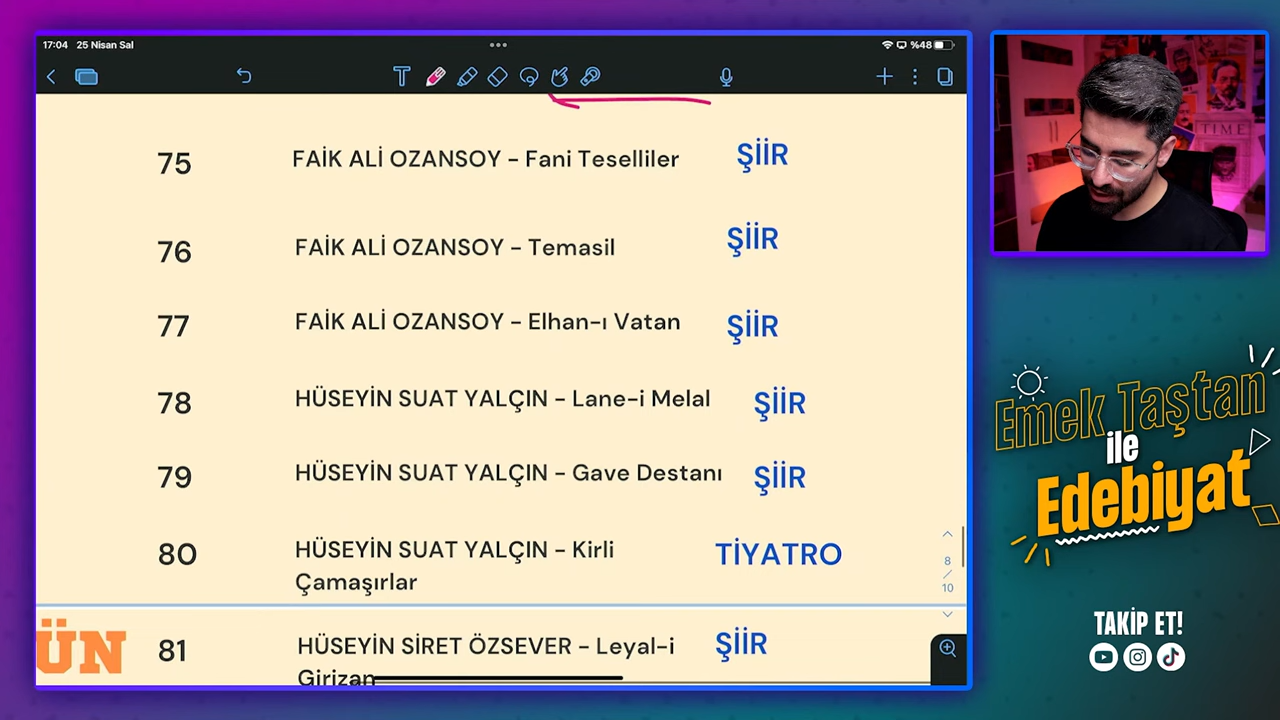 17:04 25 Nisan Sal
%48
75 FAİK ALİ OZANSOY - Fani Teselliler ŞİİR
76 FAİK ALİ OZANSOY - Temasil ŞİİR
77 FAİK ALİ OZANSOY - Elhan-ı Vatan ŞİİR
78 HÜSEYİN SUAT YALÇIN - Lane-i Melal ŞİİR
79 HÜSEYİN SUAT YALÇIN - Gave Destanı ŞİİR
80 HÜSEYİN SUAT YALÇIN - Kirli TİYATRO
Çamaşırlar
8
/
10
ÜN 81 HÜSEYİN SİRET ÖZSEVER - Leyal-i ŞİİR
Girizan
TIME
Emek Taştan
ile
Edebiyat
TAKİP ET!